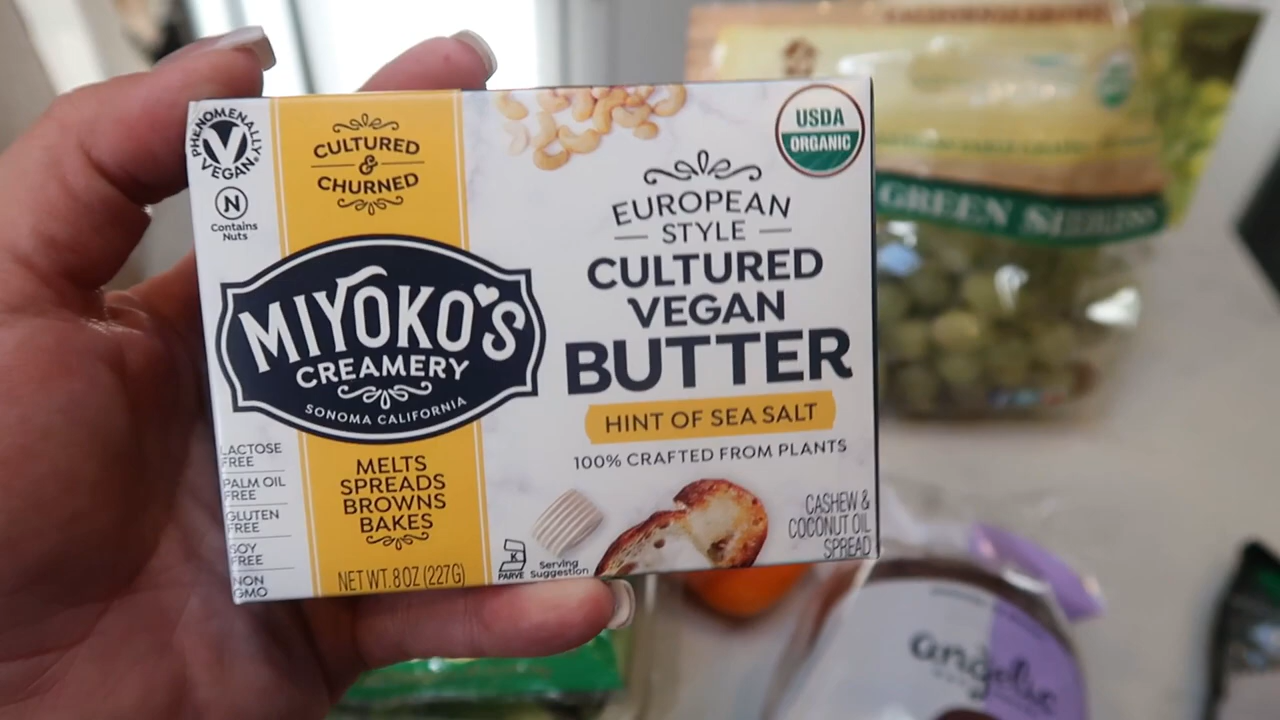 PHENOMENALLY
VEGAN
V
N
Contains
Nuts
CULTURED
&
CHURNED
MIYOKO'S
CREAMERY
SONOMA CALIFORNIA
LACTOSE
FREE
PALM OIL
FREE
GLUTEN
FREE
SOY
FREE
NON
GMO
MELTS
SPREADS
BROWNS
BAKES
NET WT. 8 OZ (227G)
USDA
ORGANIC
EUROPEAN
STYLE
CULTURED
VEGAN
BUTTER
HINT OF SEA SALT
100% CRAFTED FROM PLANTS
K
PARVE
Serving
Suggestion
CASHEW &
COCONUT OIL
SPREAD
GREEN SEEDLESS
angelic